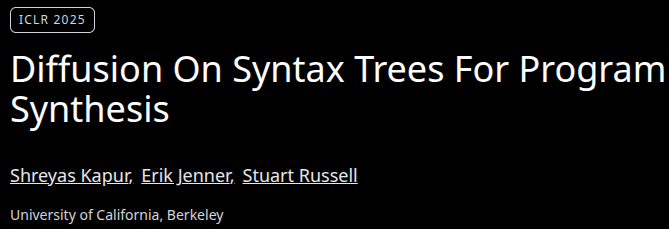 ICLR 2025
Diffusion On Syntax Trees For Program
Synthesis
Shreyas Kapur, Erik Jenner, Stuart Russell
University of California, Berkeley